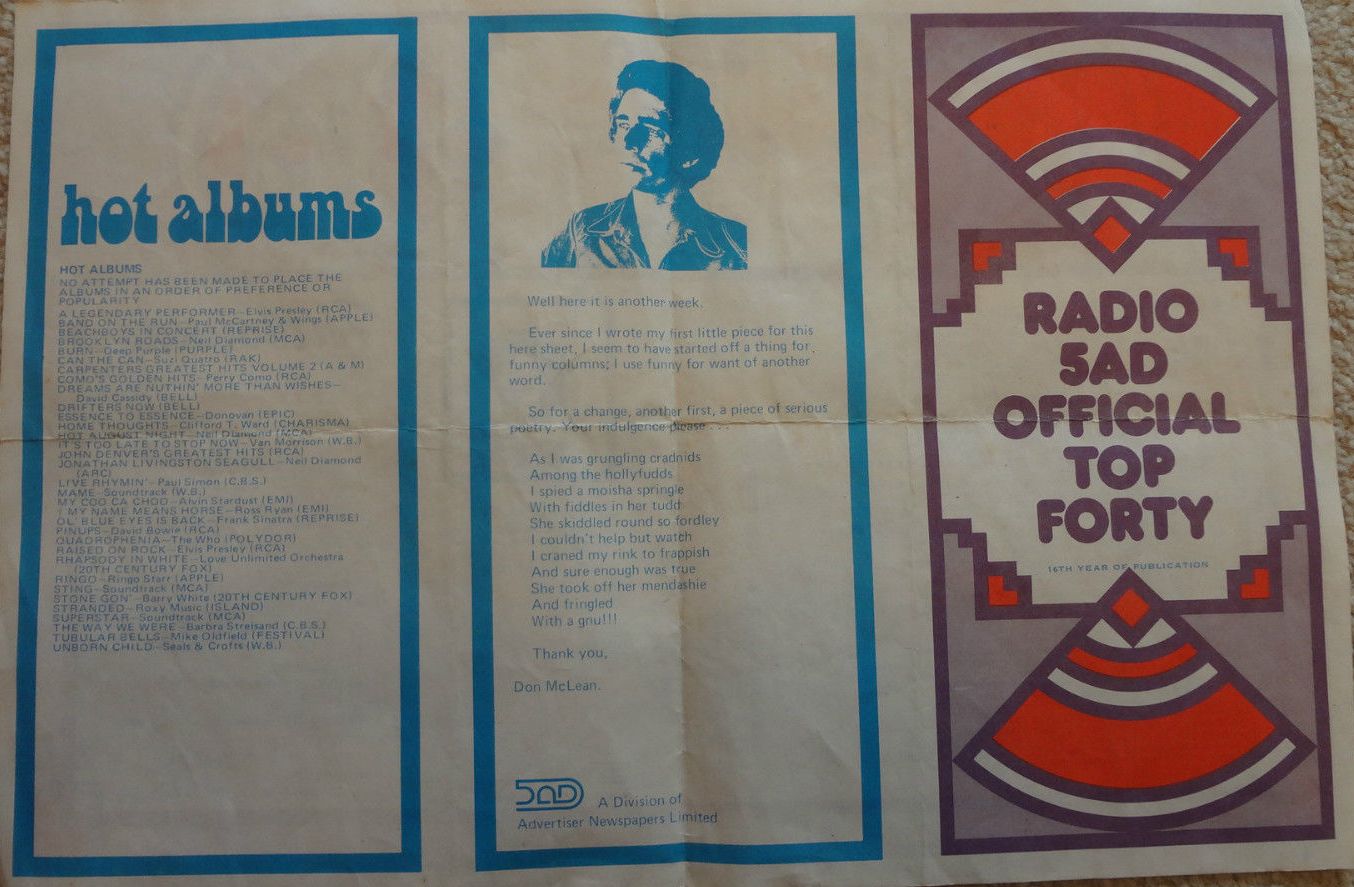 hot albums
HOT ALBUMS
NO ATTEMPT HAS BEEN MADE TO PLACE THE
ALBUMS IN AN ORDER OF PREFERENCE OR
POPULARITY
A LEGENDARY PERFORMER—Elvis Presley (RCA)
BAND ON THE RUN—Paul McCartney & Wings (APPLE)
BEACHBOYS IN CONCERT (REPRISE)
BROOKLYN ROADS—Neil Diamond (MCA)
BURN—Deep Purple (PURPLE)
CAN THE CAN—Suzi Quatro (RAK)
CARPENTERS GREATEST HITS VOLUME 2 (A & M)
COMO'S GOLDEN HITS—Perry Como (RCA)
DREAMS ARE NUTHIN' MORE THAN WISHES—
David Cassidy (BELL)
DRIFTERS NOW (BELL)
ESSENCE TO ESSENCE—Donovan (EPIC)
HOME THOUGHTS—Clifford T. Ward (CHARISMA)
HOT AUGUST NIGHT—Neil Diamond (MCA)
IT'S TOO LATE TO STOP NOW—Van Morrison (W.B.)
JOHN DENVER'S GREATEST HITS (RCA)
JONATHAN LIVINGSTON SEAGULL—Neil Diamond
(ARC)
LIVE RHYMIN'—Paul Simon (C.B.S.)
MAME—Soundtrack (W.B.)
MY COO CA CHOO—Alvin Stardust (EMI)
I MY NAME MEANS HORSE—Ross Ryan (EMI)
OL' BLUE EYES IS BACK—Frank Sinatra (REPRISE)
PINUPS—David Bowie (RCA)
QUADROPHENIA—The Who (POLYDOR)
RAISED ON ROCK—Elvis Presley (RCA)
RHAPSODY IN WHITE—Love Unlimited Orchestra
(20TH CENTURY FOX)
RINGO—Ringo Starr (APPLE)
STING—Soundtrack (MCA)
STONE GON'—Barry White (20TH CENTURY FOX)
STRANDED—Roxy Music (ISLAND)
SUPERSTAR—Soundtrack (MCA)
THE WAY WE WERE—Barbra Streisand (C.B.S.)
TUBULAR BELLS—Mike Oldfield (FESTIVAL)
UNBORN CHILD—Seals & Crofts (W.B.)
Well here it is another week.
Ever since I wrote my first little piece for this
here sheet, I seem to have started off a thing for
funny columns; I use funny for want of another
word.
So for a change, another first, a piece of serious
poetry. Your indulgence please . . .
As I was grungling cradnids
Among the hollyfudds
I spied a moisha springle
With fiddles in her tudd
She skiddled round so fordley
I couldn't help but watch
I craned my rink to frappish
And sure enough was true
She took off her mendashie
And fringled
With a gnu!!!
Thank you,
Don McLean.
5AD A Division of
Advertiser Newspapers Limited
RADIO
5AD
OFFICIAL
TOP
FORTY
16TH YEAR OF PUBLICATION